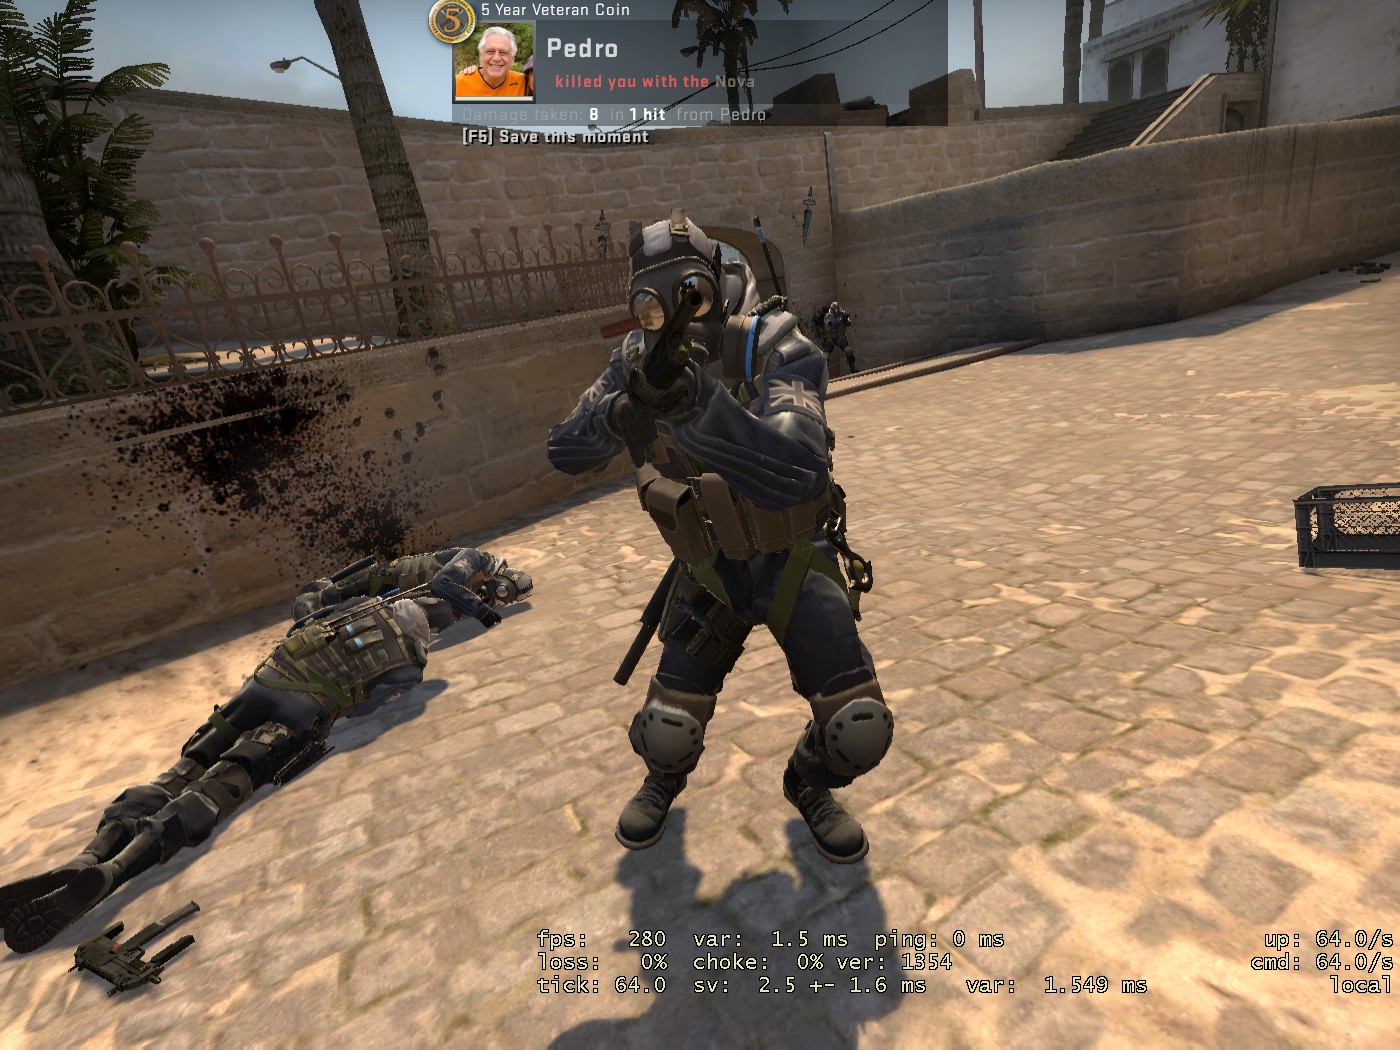 5 Year Veteran Coin
5
Pedro
killed you with the Nova
Damage taken: 8 in 1 hit from Pedro
[F5] Save this moment
fps: 280 var: 1.5 ms ping: 0 ms
loss: 0% choke: 0% ver: 1354
tick: 64.0 sv: 2.5 +- 1.6 ms var: 1.549 ms
up: 64.0/s
cmd: 64.0/s
local